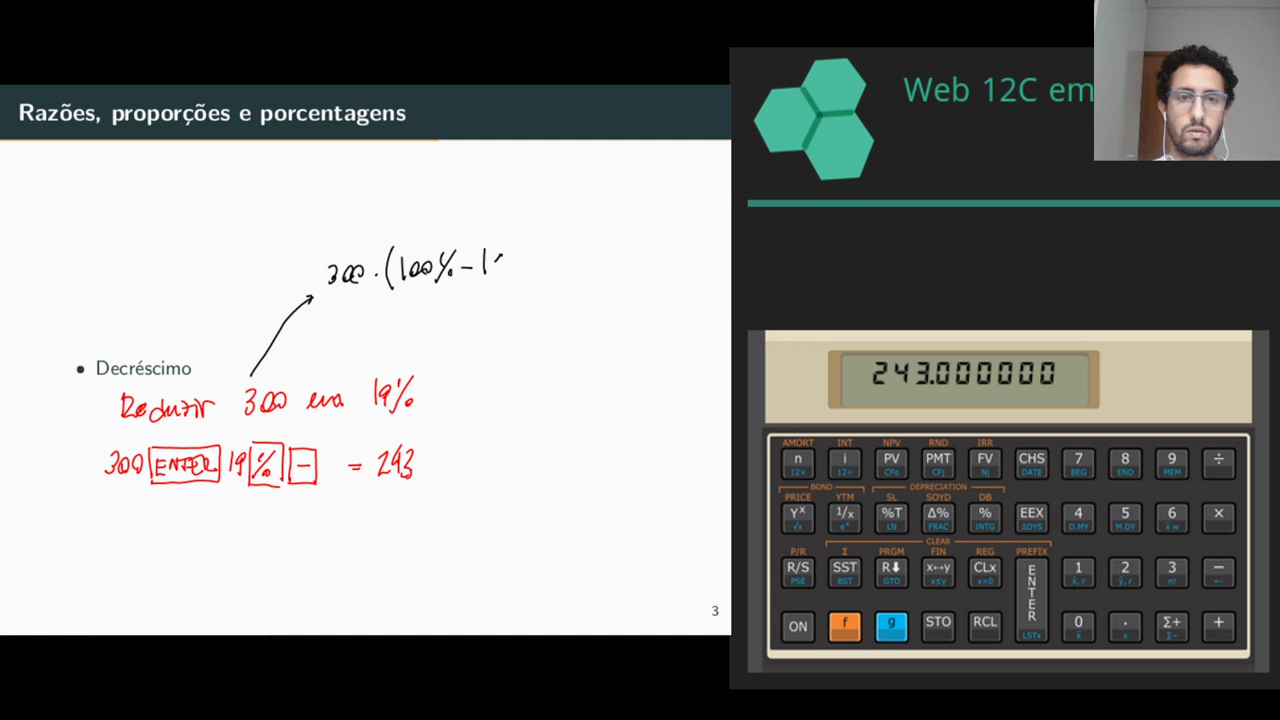 Razões, proporções e porcentagens
Web 12C em
300 · (100% - 1
• Decréscimo
Reduzir 300 em 19%
300 ENTER 19 % - = 243
3
243.000000
AMORT INT NPV RND IRR
n i PV PMT FV CHS 7 8 9 ÷
12× 12÷ CFo CFj Nj DATE BEG END MEM
BOND DEPRECIATION
PRICE YTM SL SOYD DB
Yˣ 1/x %T Δ% % EEX 4 5 6 ×
√x eˣ LN FRAC INTG ΔDYS D.MY M.DY x̄ w
CLEAR
P/R Σ PRGM FIN REG PREFIX
R/S SST R⬇ x↔y CLx ENTER 1 2 3 −
PSE BST GTO x≤y x=0 x̂, r ŷ, r n! ←
ON f g STO RCL 0 . Σ+ +
LSTx x̄ s Σ−